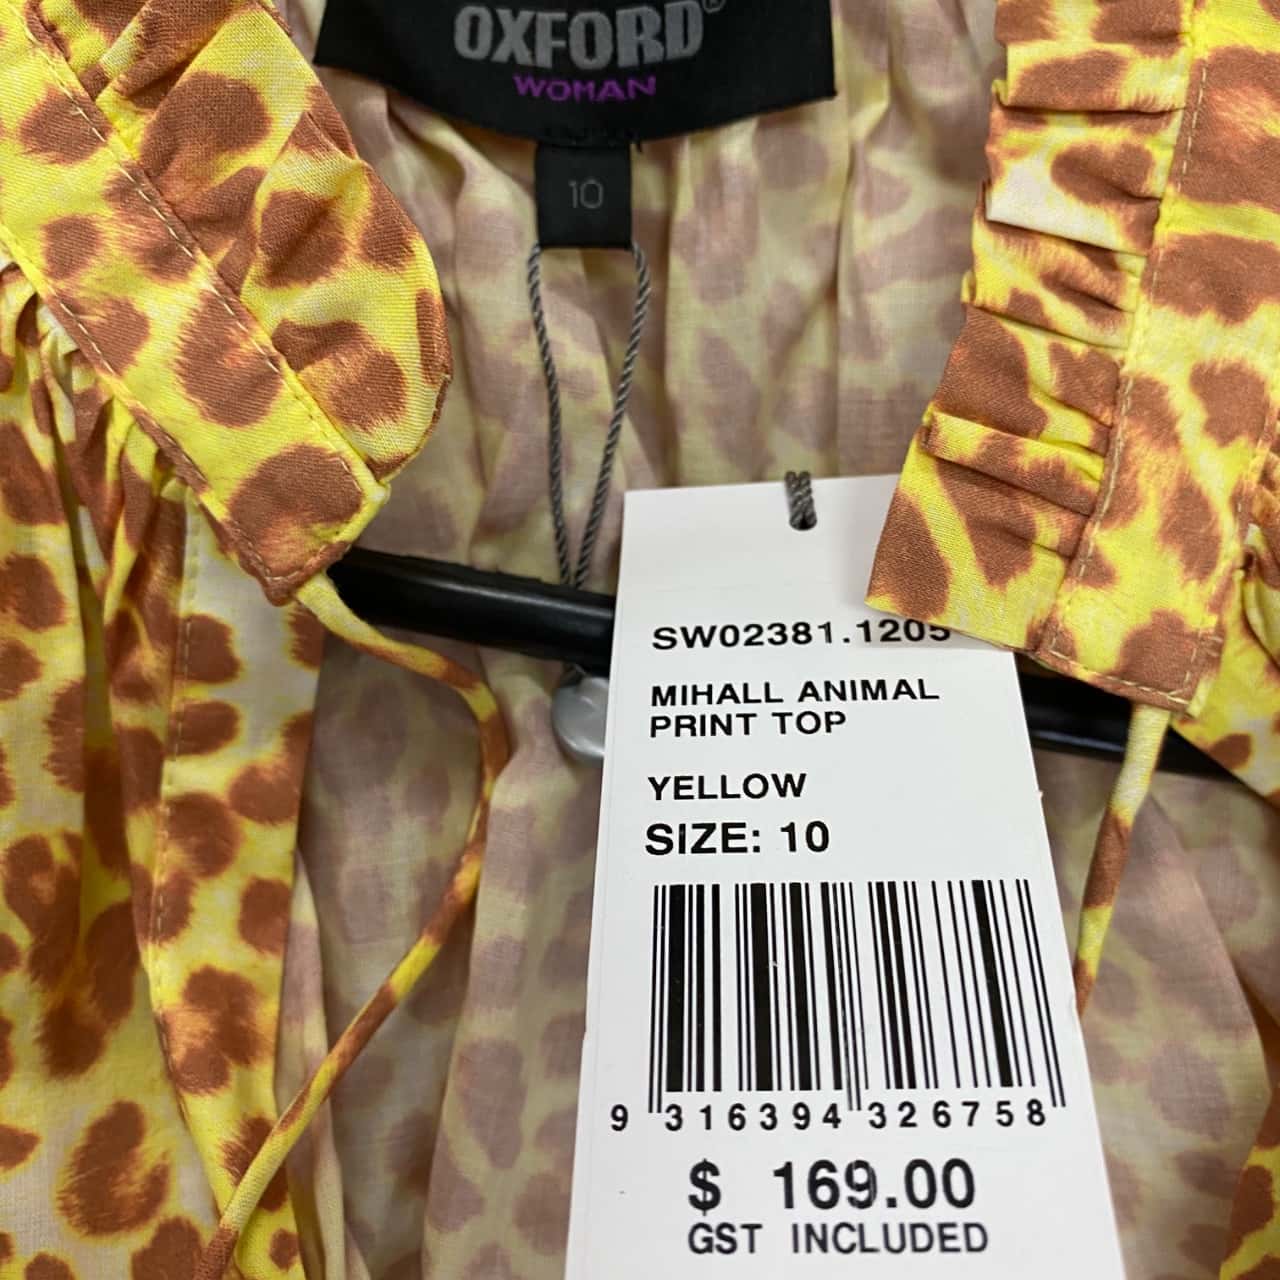 OXFORD®
WOMAN
10
SW02381.1205
MIHALL ANIMAL
PRINT TOP
YELLOW
SIZE: 10
9 316394 326758
$ 169.00
GST INCLUDED